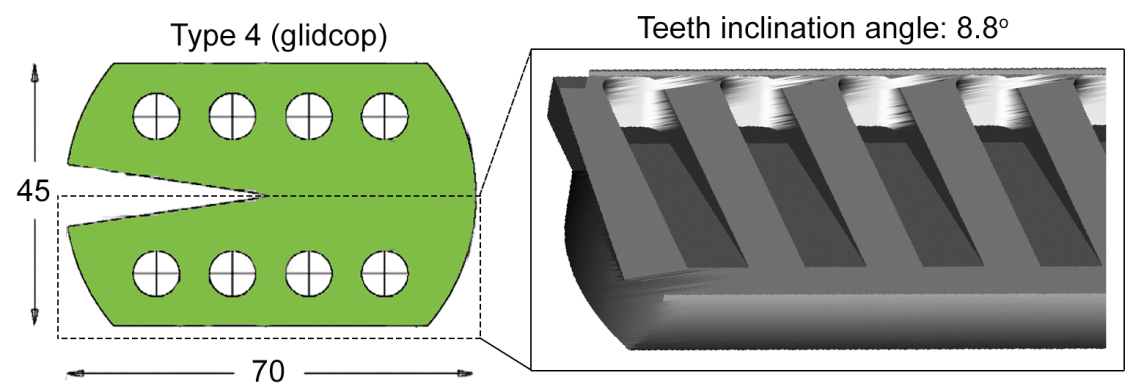 Type 4 (glidcop)
Teeth inclination angle: 8.8°
45
70